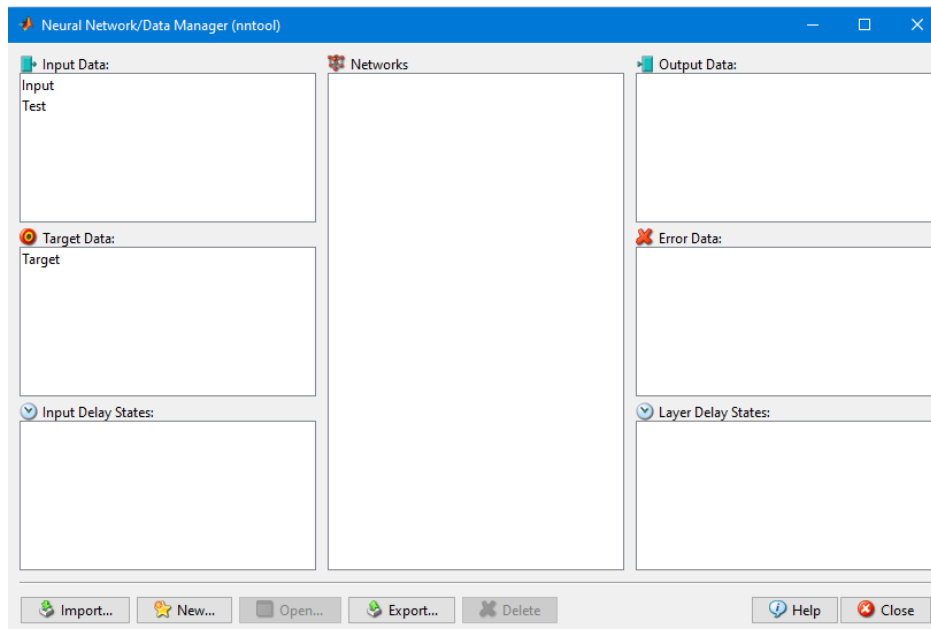 Neural Network/Data Manager (nntool)
Input Data:
Input
Test
Networks
Output Data:
Target Data:
Target
Error Data:
Input Delay States:
Layer Delay States:
Import...
New...
Open...
Export...
Delete
Help
Close